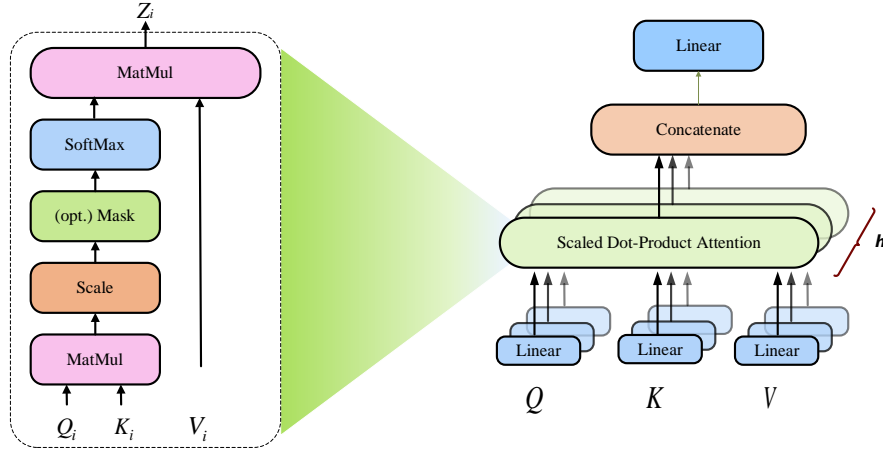 Z_i
MatMul
SoftMax
(opt.) Mask
Scale
MatMul
Q_i K_i V_i
Linear
Concatenate
Scaled Dot-Product Attention
h
Linear Linear Linear
Q K V